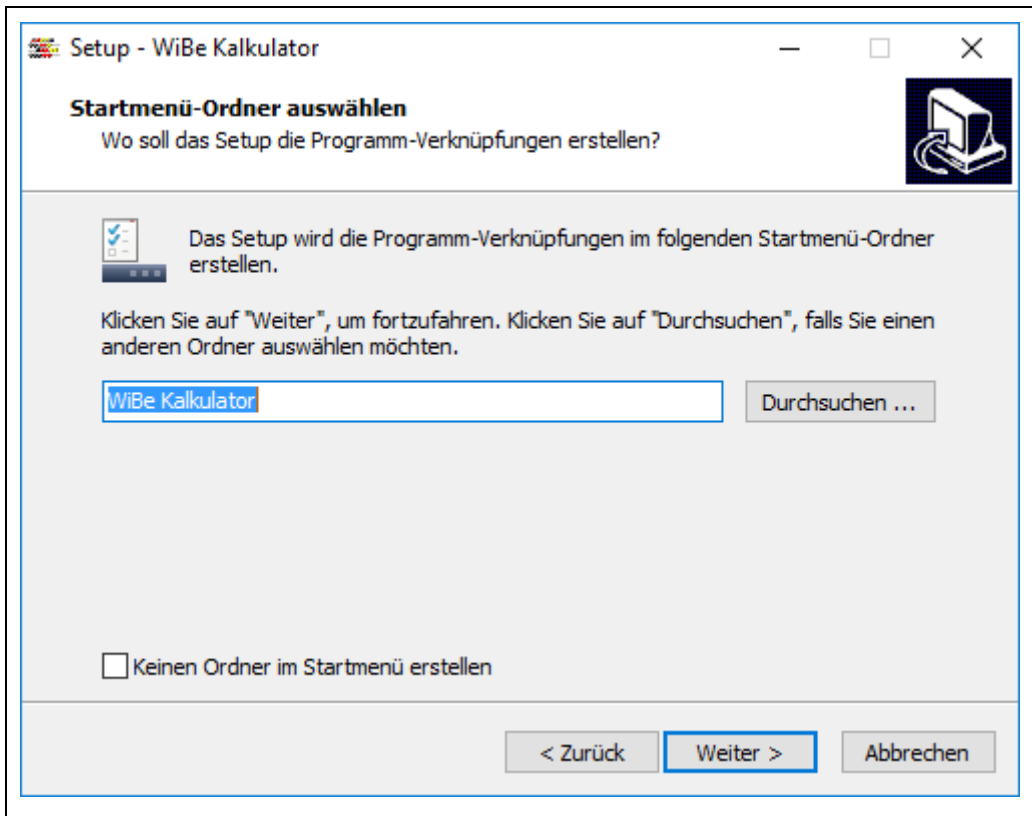 Setup - WiBe Kalkulator
Startmenü-Ordner auswählen
Wo soll das Setup die Programm-Verknüpfungen erstellen?
Das Setup wird die Programm-Verknüpfungen im folgenden Startmenü-Ordner
erstellen.
Klicken Sie auf "Weiter", um fortzufahren. Klicken Sie auf "Durchsuchen", falls Sie einen
anderen Ordner auswählen möchten.
WiBe Kalkulator
Durchsuchen ...
Keinen Ordner im Startmenü erstellen
< Zurück
Weiter >
Abbrechen